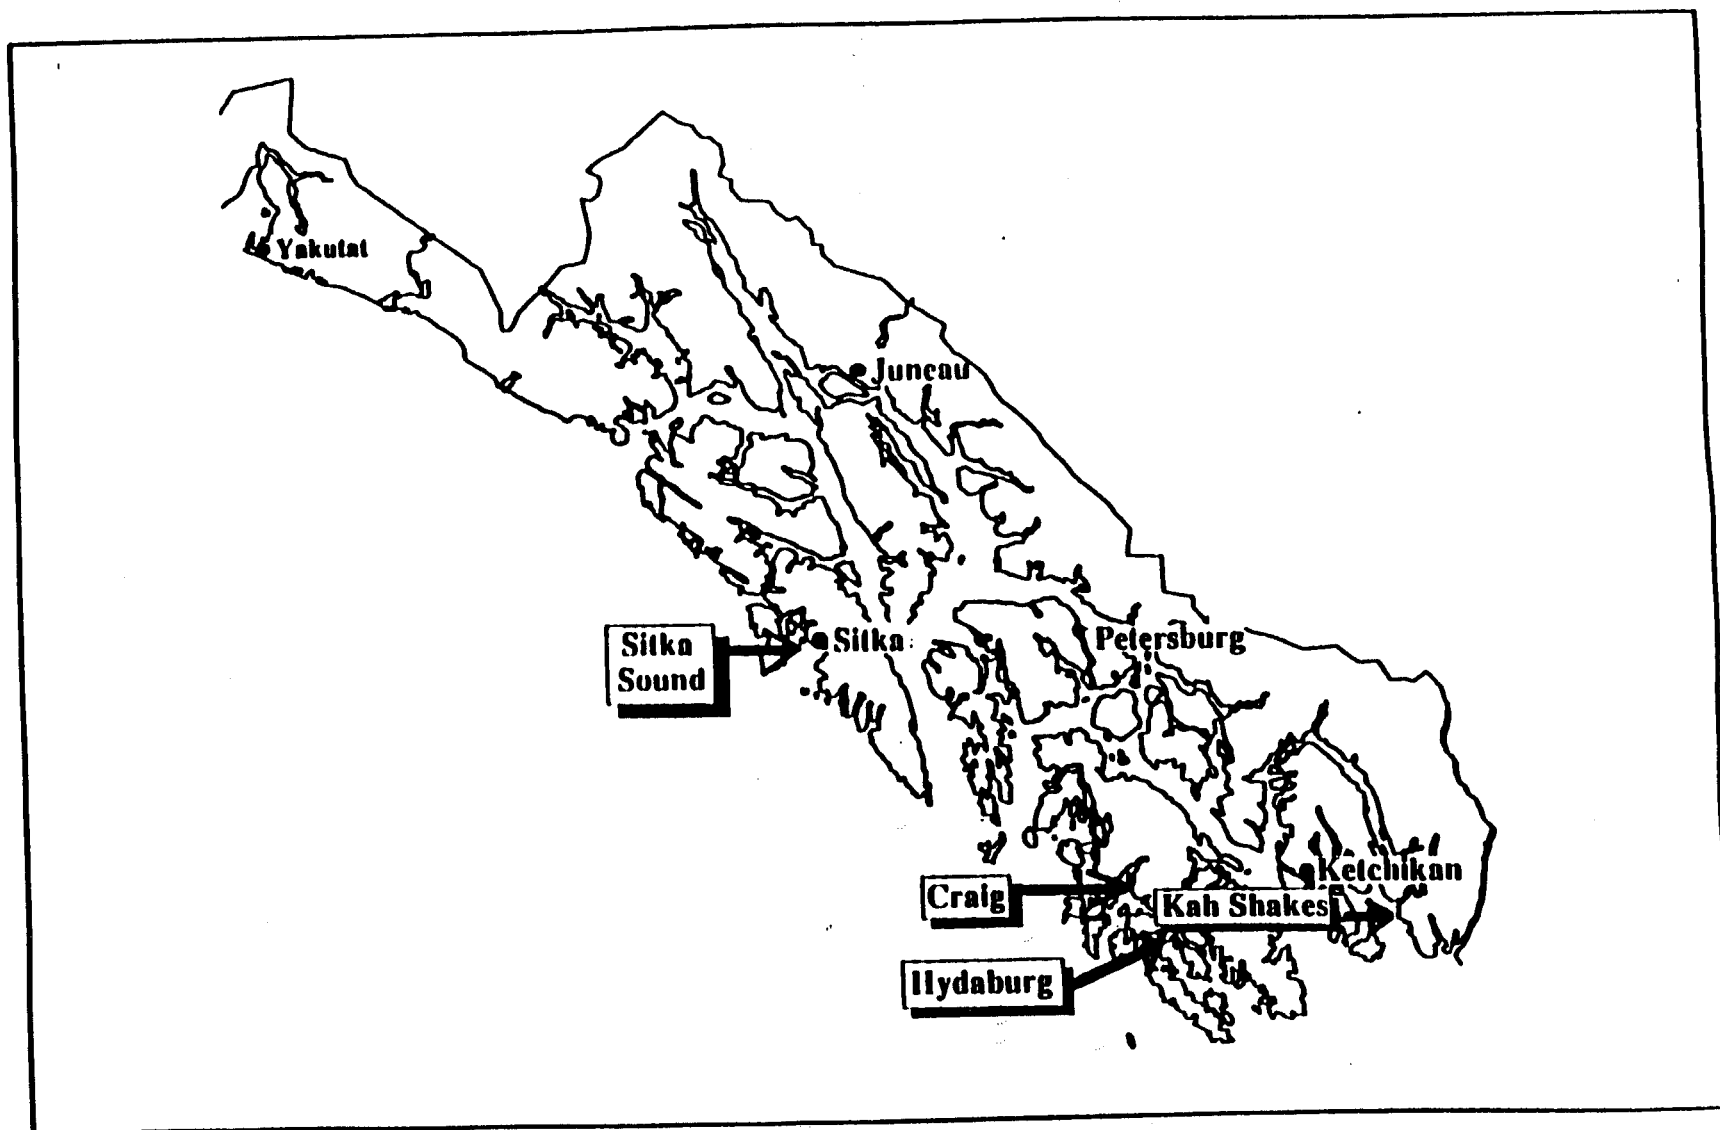 Yakutat
Juneau
Sitka
Sound
Sitka
Petersburg
Ketchikan
Craig
Kah Shakes
Hydaburg